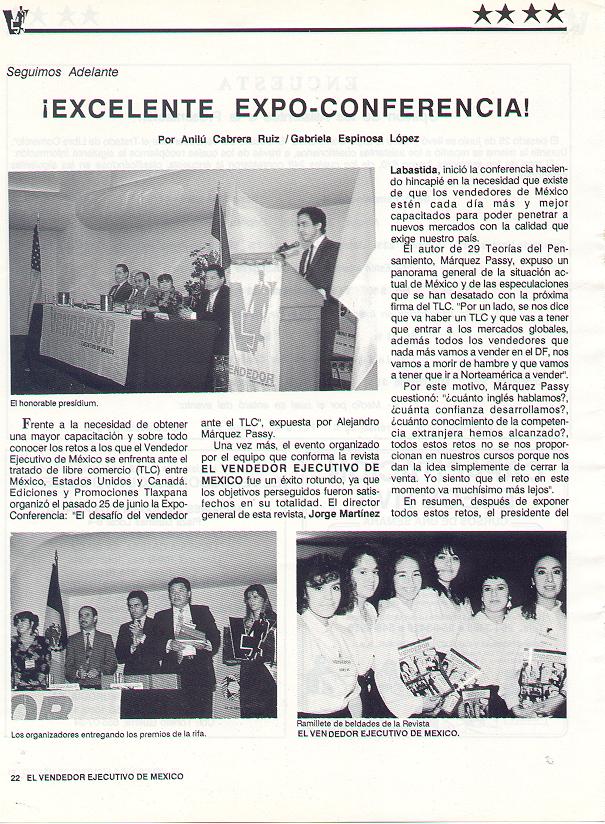 Seguimos Adelante
¡EXCELENTE EXPO-CONFERENCIA!
Por Anilú Cabrera Ruiz /Gabriela Espinosa López
VENDEDOR
EJECUTIVO DE MEXICO
VENDEDOR
El honorable presídium.
Frente a la necesidad de obtener
una mayor capacitación y sobre todo
conocer los retos a los que el Vendedor
Ejecutivo de México se enfrenta ante el
tratado de libre comercio (TLC) entre
México, Estados Unidos y Canadá.
Ediciones y Promociones Tlaxpana
organizó el pasado 25 de junio la Expo-
Conferencia: "El desafío del vendedor
ante el TLC", expuesta por Alejandro
Márquez Passy.
Una vez más, el evento organizado
por el equipo que conforma la revista
EL VENDEDOR EJECUTIVO DE
MEXICO fue un éxito rotundo, ya que
los objetivos perseguidos fueron satis-
fechos en su totalidad. El director
general de esta revista, Jorge Martínez
Labastida, inició la conferencia hacien-
do hincapié en la necesidad que existe
de que los vendedores de México
estén cada día más y mejor
capacitados para poder penetrar a
nuevos mercados con la calidad que
exige nuestro país.
El autor de 29 Teorías del Pen-
samiento, Márquez Passy, expuso un
panorama general de la situación ac-
tual de México y de las especulaciones
que se han desatado con la próxima
firma del TLC. "Por un lado, se nos dice
que va haber un TLC y que vas a tener
que entrar a los mercados globales,
además todos los vendedores que
nada más vamos a vender en el DF, nos
vamos a morir de hambre y que vamos
a tener que ir a Norteamérica a vender".
Por este motivo, Márquez Passy
cuestionó: "¿cuánto inglés hablamos?,
¿cuánta confianza desarrollamos?,
¿cuánto conocimiento de la competen-
cia extranjera hemos alcanzado?,
todos estos retos no se nos propor-
cionan en nuestros cursos porque nos
dan la idea simplemente de cerrar la
venta. Yo siento que el reto en este
momento va muchísimo más lejos".
En resumen, después de exponer
todos estos retos, el presidente del
Los organizadores entregando los premios de la rifa.
Ramillete de beldades de la Revista
EL VENDEDOR EJECUTIVO DE MEXICO.
22 EL VENDEDOR EJECUTIVO DE MEXICO